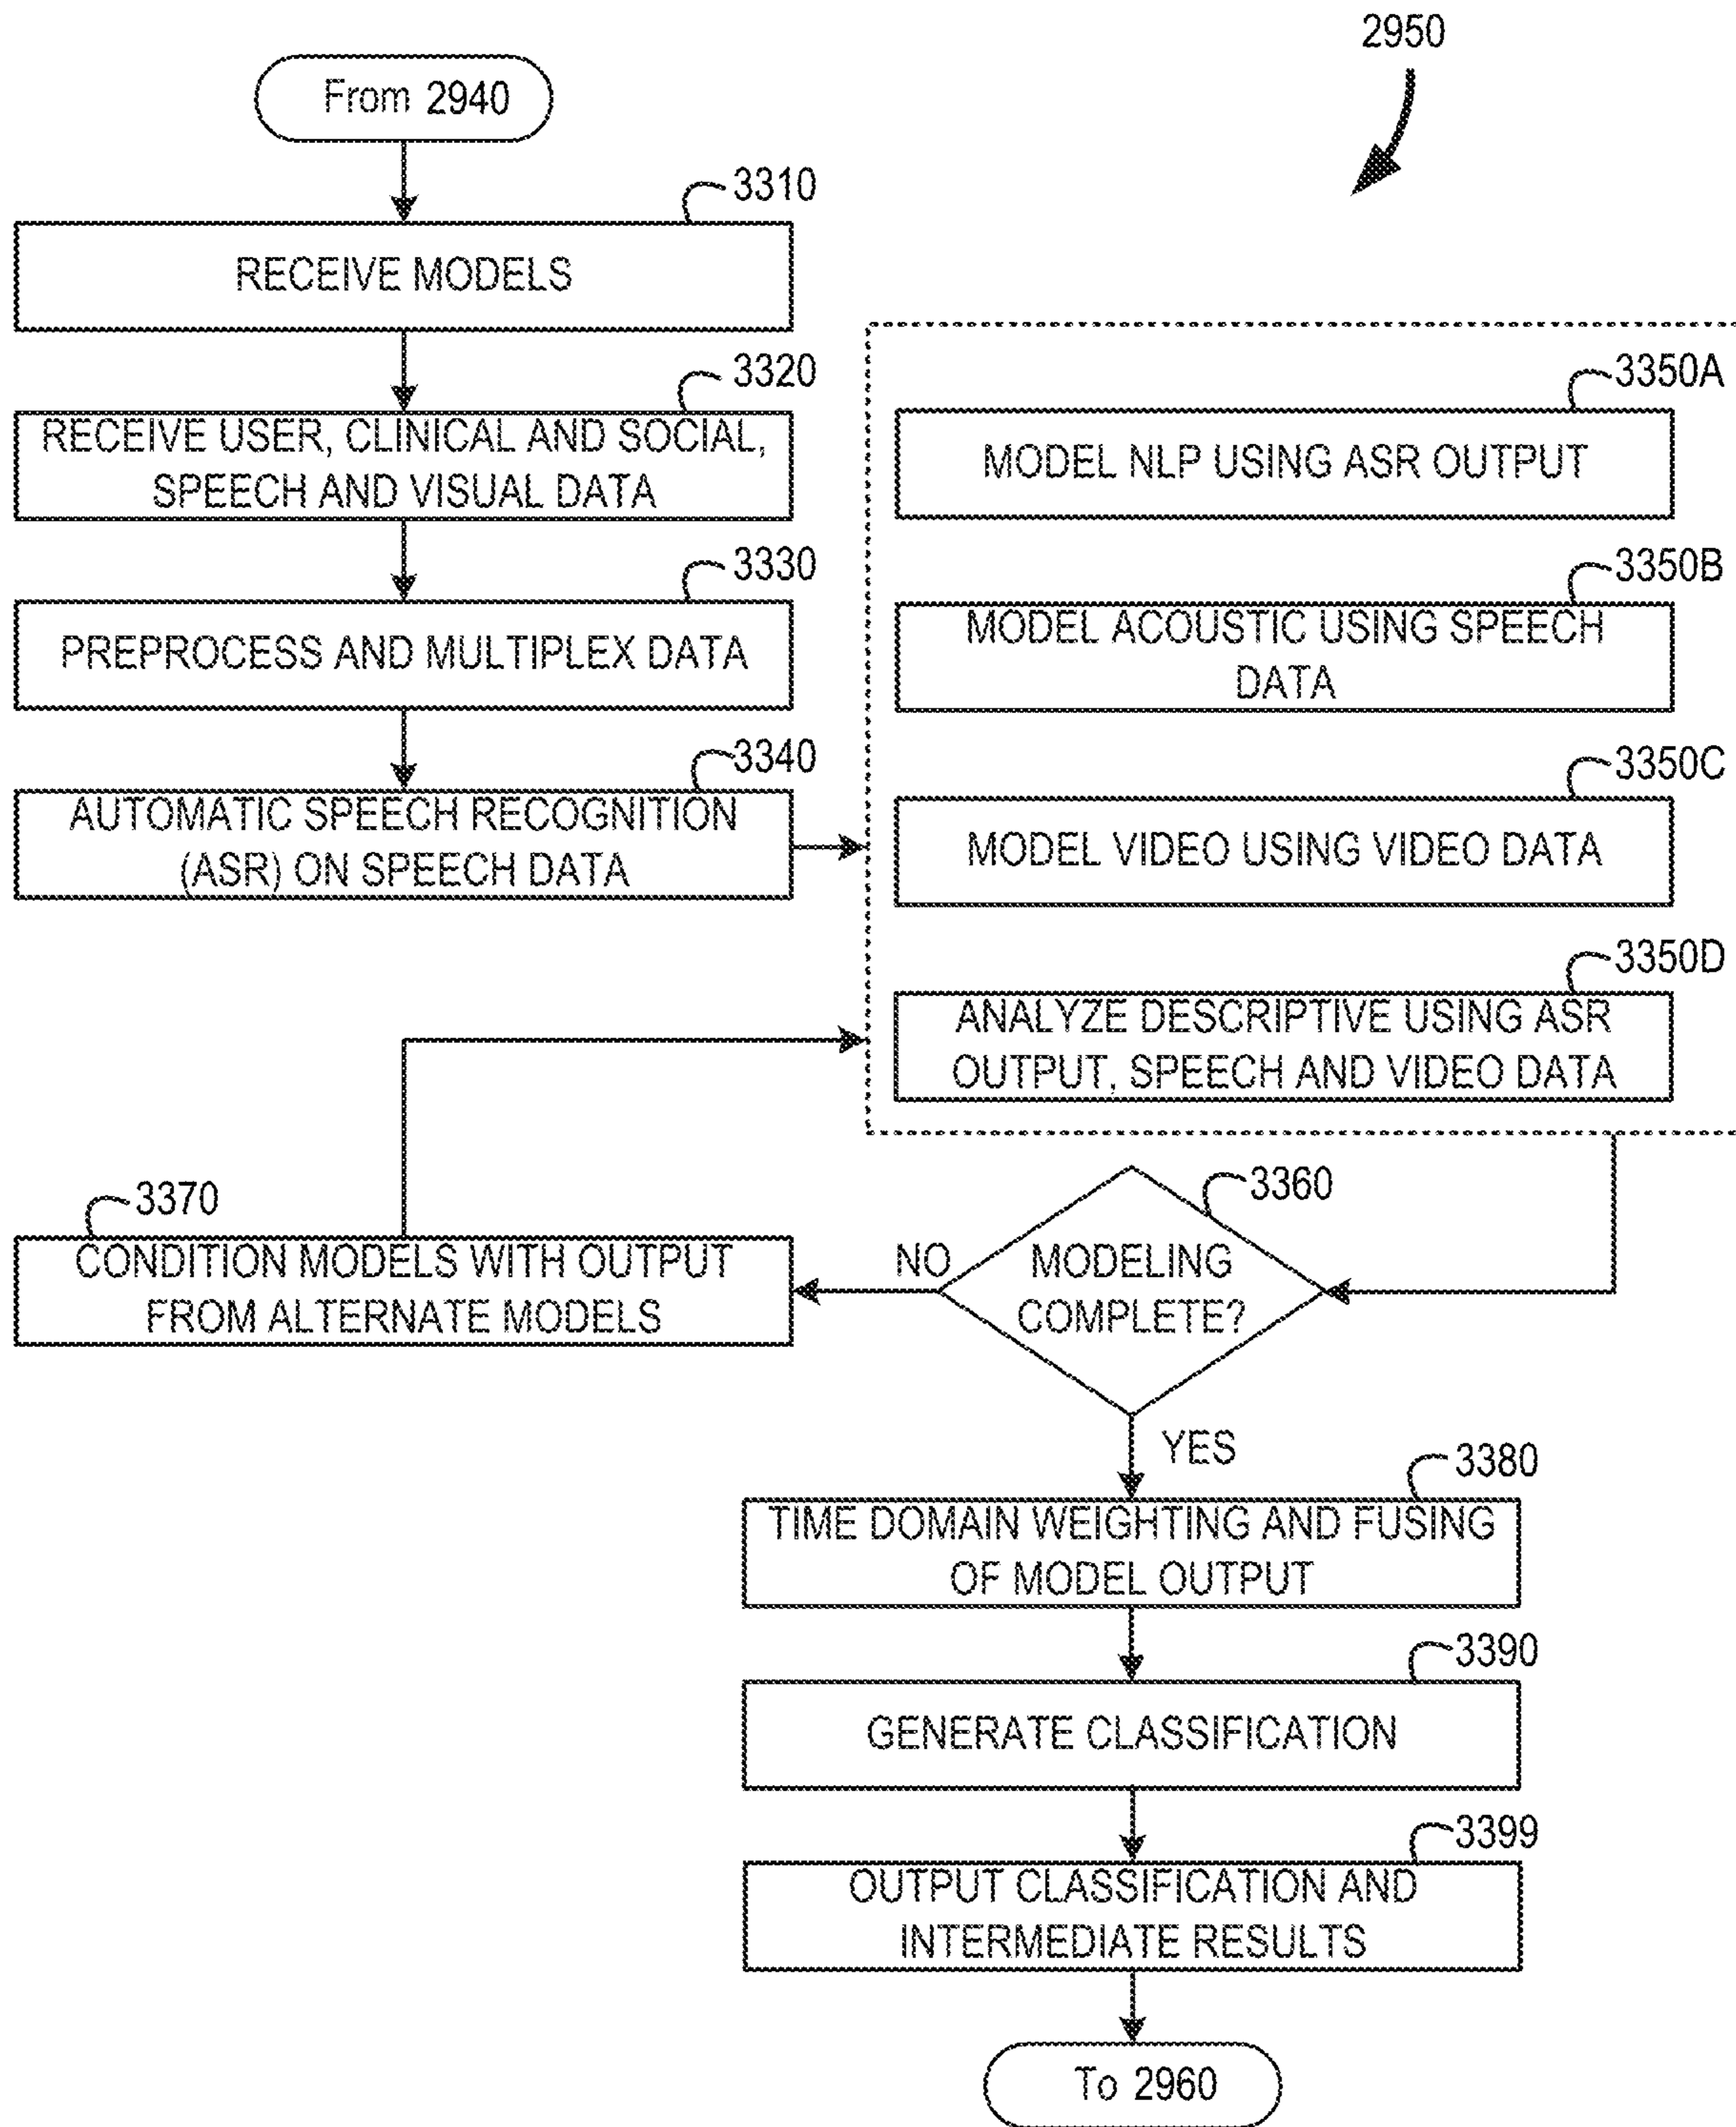 2950
From 2940
3310
RECEIVE MODELS
3320
RECEIVE USER, CLINICAL AND SOCIAL,
SPEECH AND VISUAL DATA
3330
PREPROCESS AND MULTIPLEX DATA
3340
AUTOMATIC SPEECH RECOGNITION
(ASR) ON SPEECH DATA
3350A
MODEL NLP USING ASR OUTPUT
3350B
MODEL ACOUSTIC USING SPEECH
DATA
3350C
MODEL VIDEO USING VIDEO DATA
3350D
ANALYZE DESCRIPTIVE USING ASR
OUTPUT, SPEECH AND VIDEO DATA
3360
MODELING
COMPLETE?
NO
3370
CONDITION MODELS WITH OUTPUT
FROM ALTERNATE MODELS
YES
3380
TIME DOMAIN WEIGHTING AND FUSING
OF MODEL OUTPUT
3390
GENERATE CLASSIFICATION
3399
OUTPUT CLASSIFICATION AND
INTERMEDIATE RESULTS
To 2960